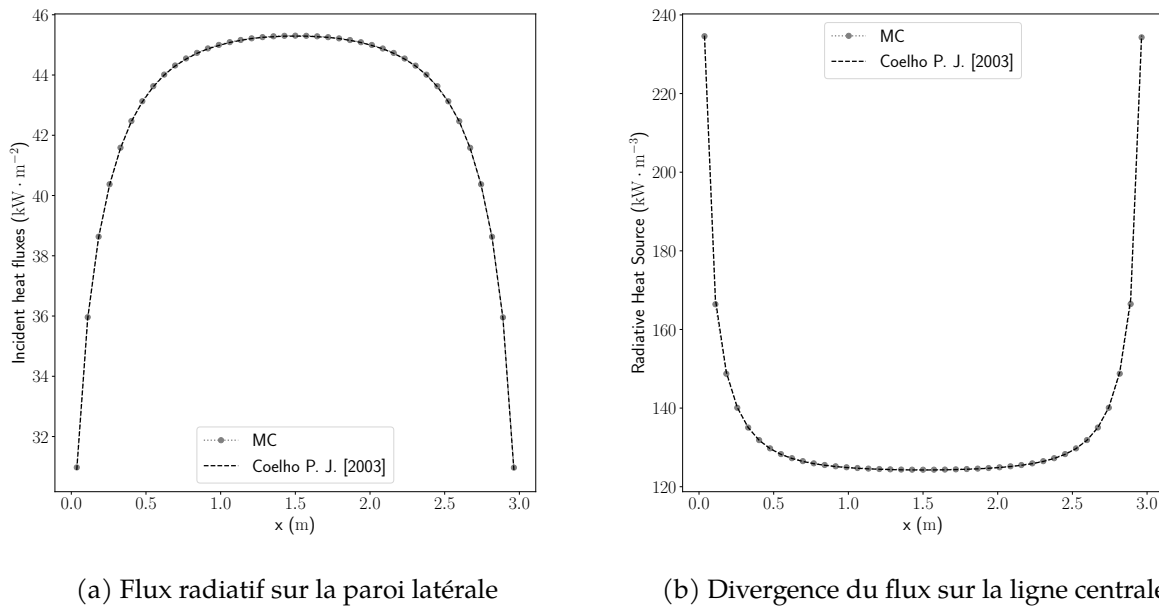 46
44
42
40
38
36
34
32
Incident heat fluxes (kW · m⁻²)
MC
Coelho P. J. [2003]
0.0 0.5 1.0 1.5 2.0 2.5 3.0
x (m)
(a) Flux radiatif sur la paroi latérale
240
220
200
180
160
140
120
Radiative Heat Source (kW · m⁻³)
MC
Coelho P. J. [2003]
0.0 0.5 1.0 1.5 2.0 2.5 3.0
x (m)
(b) Divergence du flux sur la ligne centrale